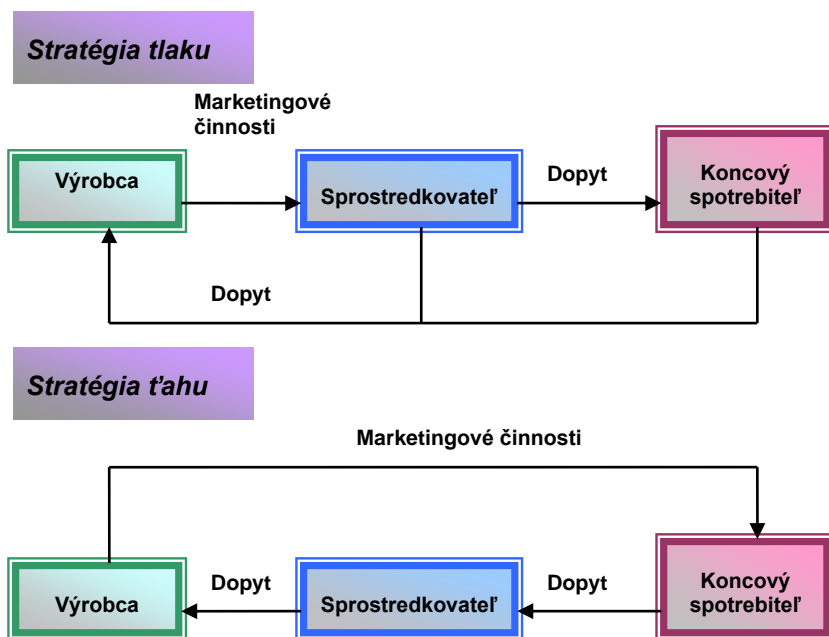 Stratégia tlaku
Marketingové
činnosti
Výrobca
Sprostredkovateľ
Dopyt
Koncový
spotrebiteľ
Dopyt
Stratégia ťahu
Marketingové činnosti
Výrobca
Dopyt
Sprostredkovateľ
Dopyt
Koncový
spotrebiteľ